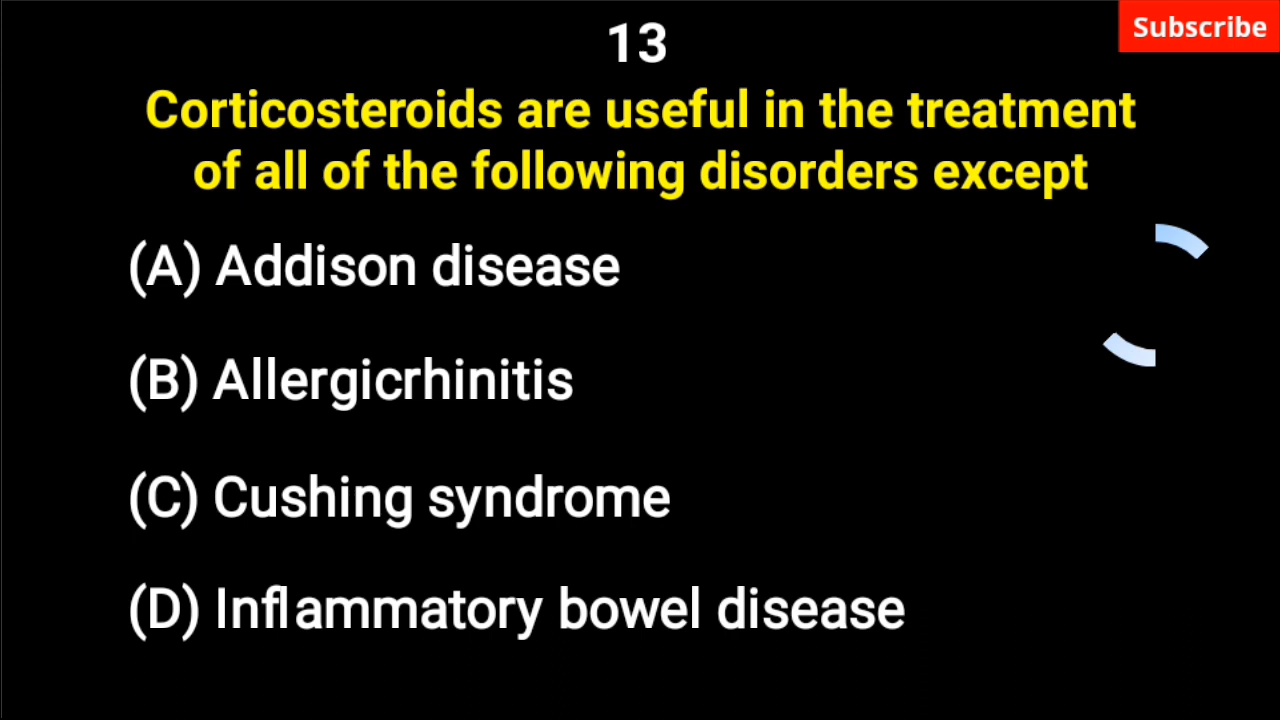 Subscribe
13
Corticosteroids are useful in the treatment
of all of the following disorders except
(A) Addison disease
(B) Allergicrhinitis
(C) Cushing syndrome
(D) Inflammatory bowel disease